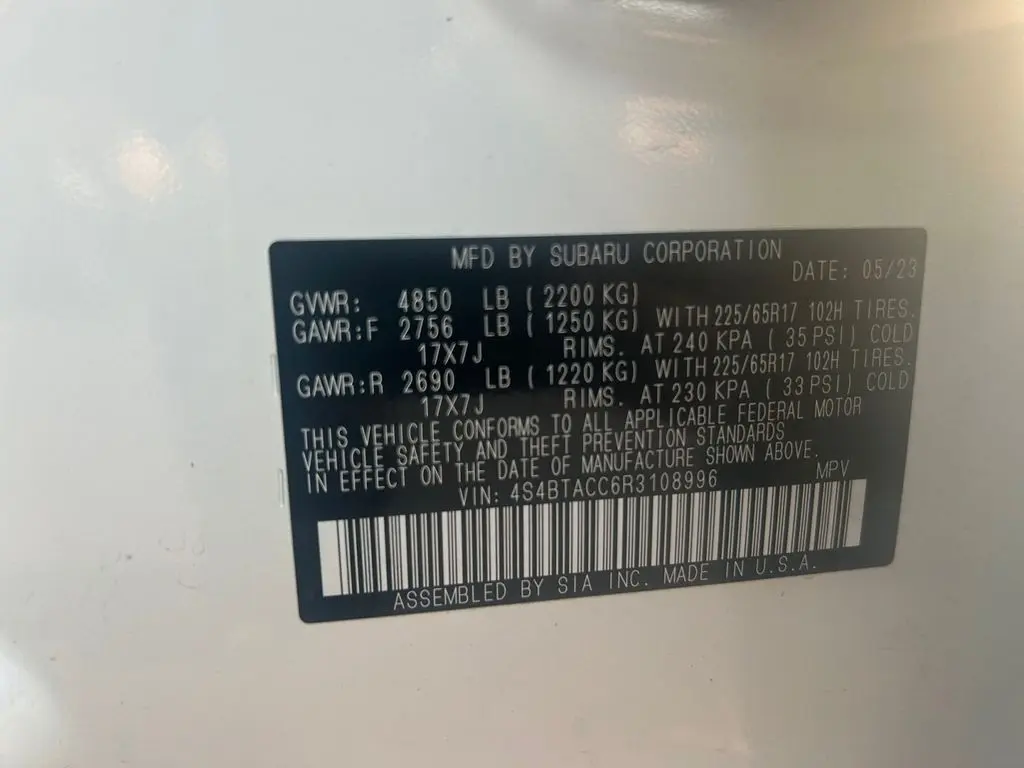 MFD BY SUBARU CORPORATION
DATE: 05/23
GVWR: 4850 LB ( 2200 KG)
GAWR:F 2756 LB ( 1250 KG) WITH 225/65R17 102H TIRES.
17X7J RIMS. AT 240 KPA ( 35 PSI) COLD
GAWR:R 2690 LB ( 1220 KG) WITH 225/65R17 102H TIRES.
17X7J RIMS. AT 230 KPA ( 33 PSI) COLD
THIS VEHICLE CONFORMS TO ALL APPLICABLE FEDERAL MOTOR
VEHICLE SAFETY AND THEFT PREVENTION STANDARDS
IN EFFECT ON THE DATE OF MANUFACTURE SHOWN ABOVE.
VIN: 4S4BTACC6R3108996 MPV
ASSEMBLED BY SIA INC. MADE IN U.S.A.